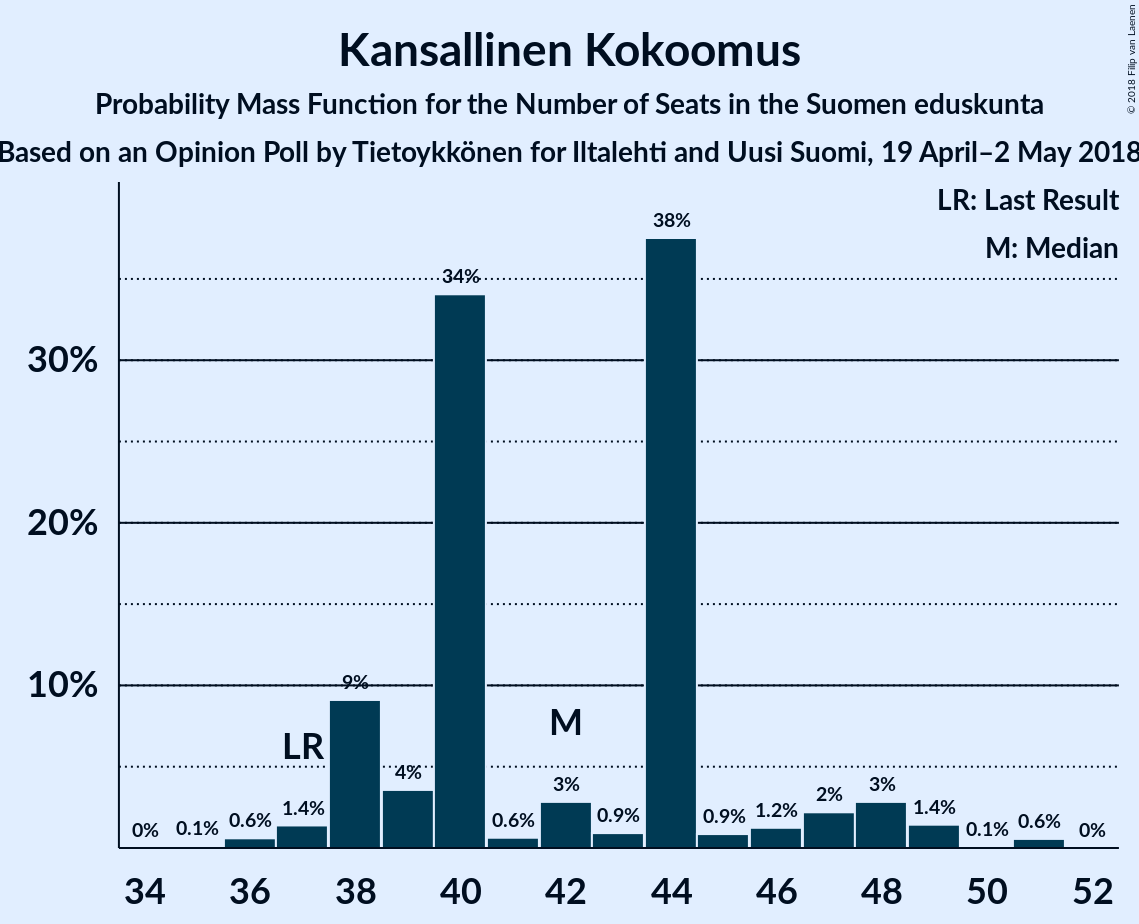 Kansallinen Kokoomus
Probability Mass Function for the Number of Seats in the Suomen eduskunta
Based on an Opinion Poll by Tietoykkönen for Iltalehti and Uusi Suomi, 19 April–2 May 2018
© 2018 Filip van Laenen
LR: Last Result
M: Median
38%
34%
30%
20%
10%
9%
LR
M
4%
3%
3%
2%
0%
0.1%
0.6%
1.4%
0.6%
0.9%
0.9%
1.2%
1.4%
0.1%
0.6%
0%
34 36 38 40 42 44 46 48 50 52